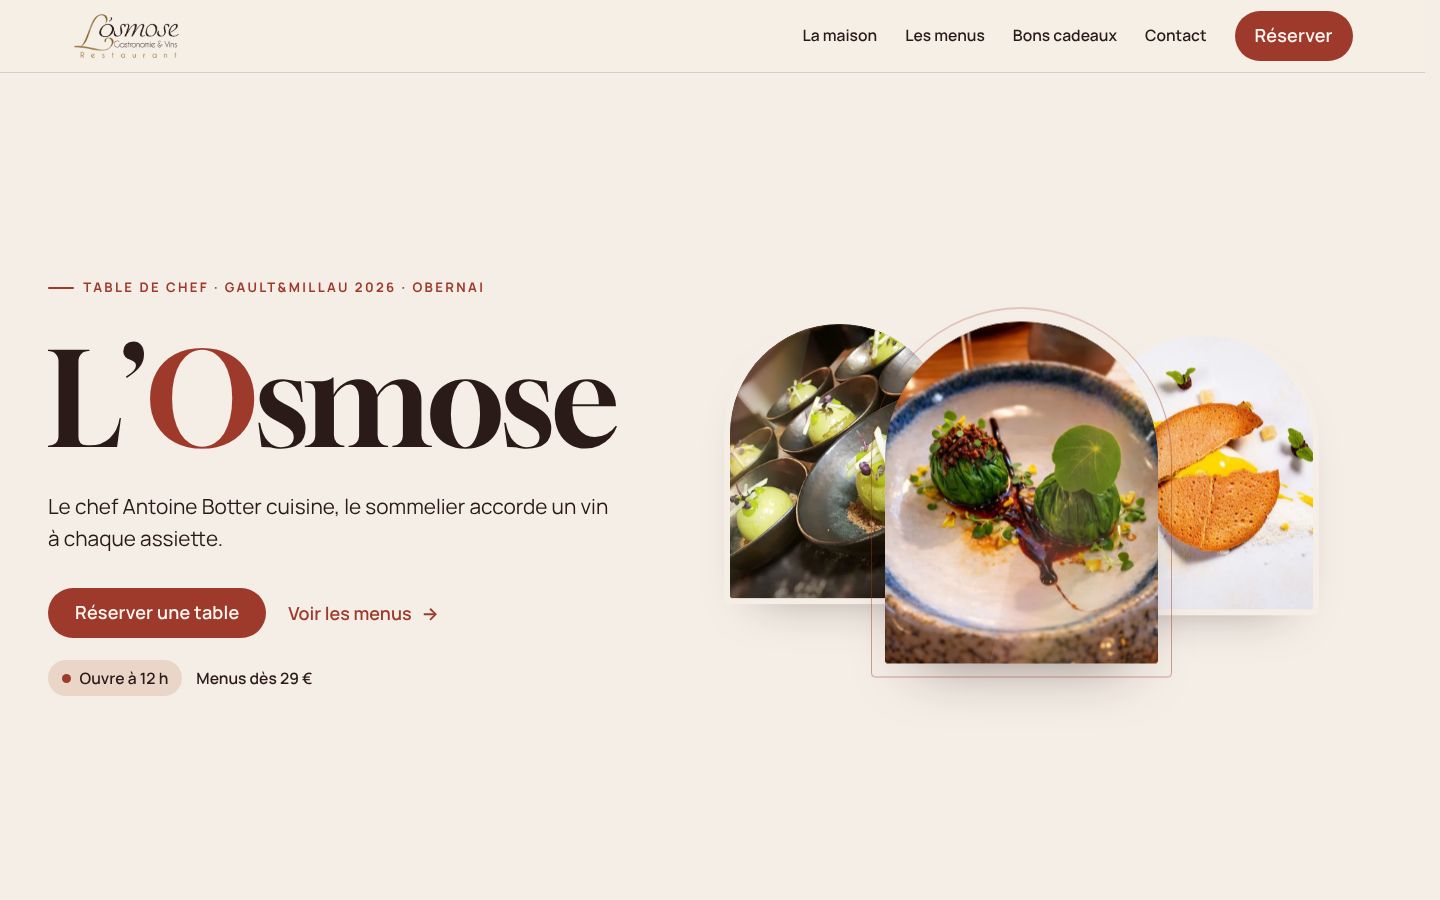 L'osmose
Gastronomie & Vins
Restaurant
La maison
Les menus
Bons cadeaux
Contact
Réserver
TABLE DE CHEF · GAULT&MILLAU 2026 · OBERNAI
L’Osmose
Le chef Antoine Botter cuisine, le sommelier accorde un vin
à chaque assiette.
Réserver une table
Voir les menus →
Ouvre à 12 h
Menus dès 29 €